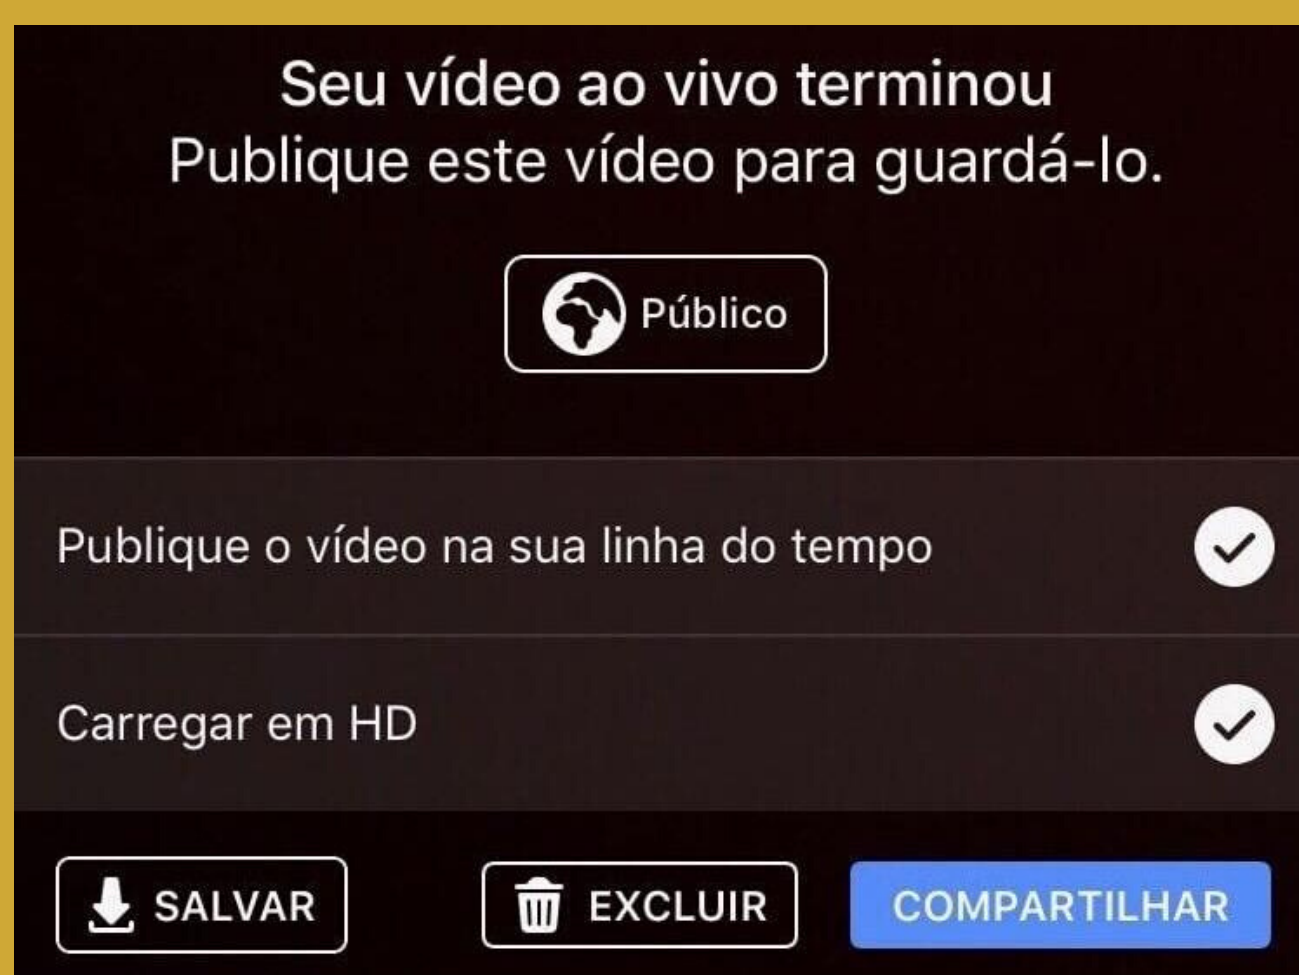 Seu vídeo ao vivo terminou
Publique este vídeo para guardá-lo.
Público
Publique o vídeo na sua linha do tempo
Carregar em HD
SALVAR
EXCLUIR
COMPARTILHAR